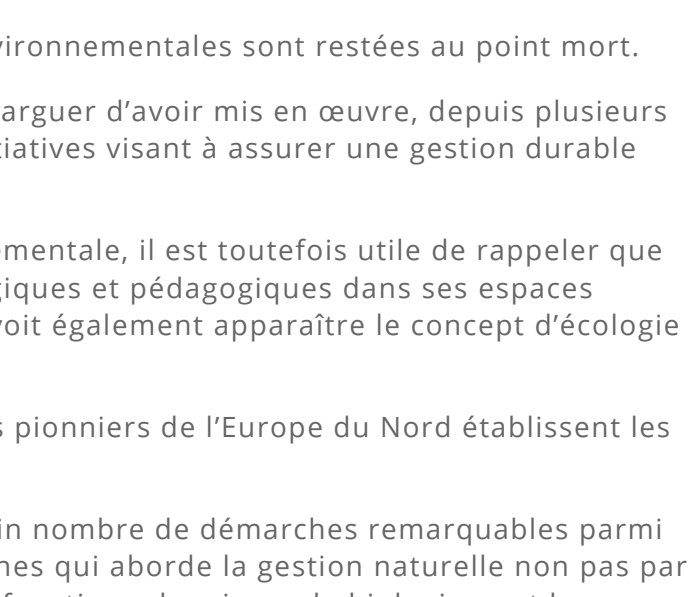 ironnementales sont restées au point mort.
arguer d’avoir mis en œuvre, depuis plusieurs
tiatives visant à assurer une gestion durable
ementale, il est toutefois utile de rappeler que
giques et pédagogiques dans ses espaces
voit également apparaître le concept d’écologie
s pionniers de l’Europe du Nord établissent les
in nombre de démarches remarquables parmi
nes qui aborde la gestion naturelle non pas par